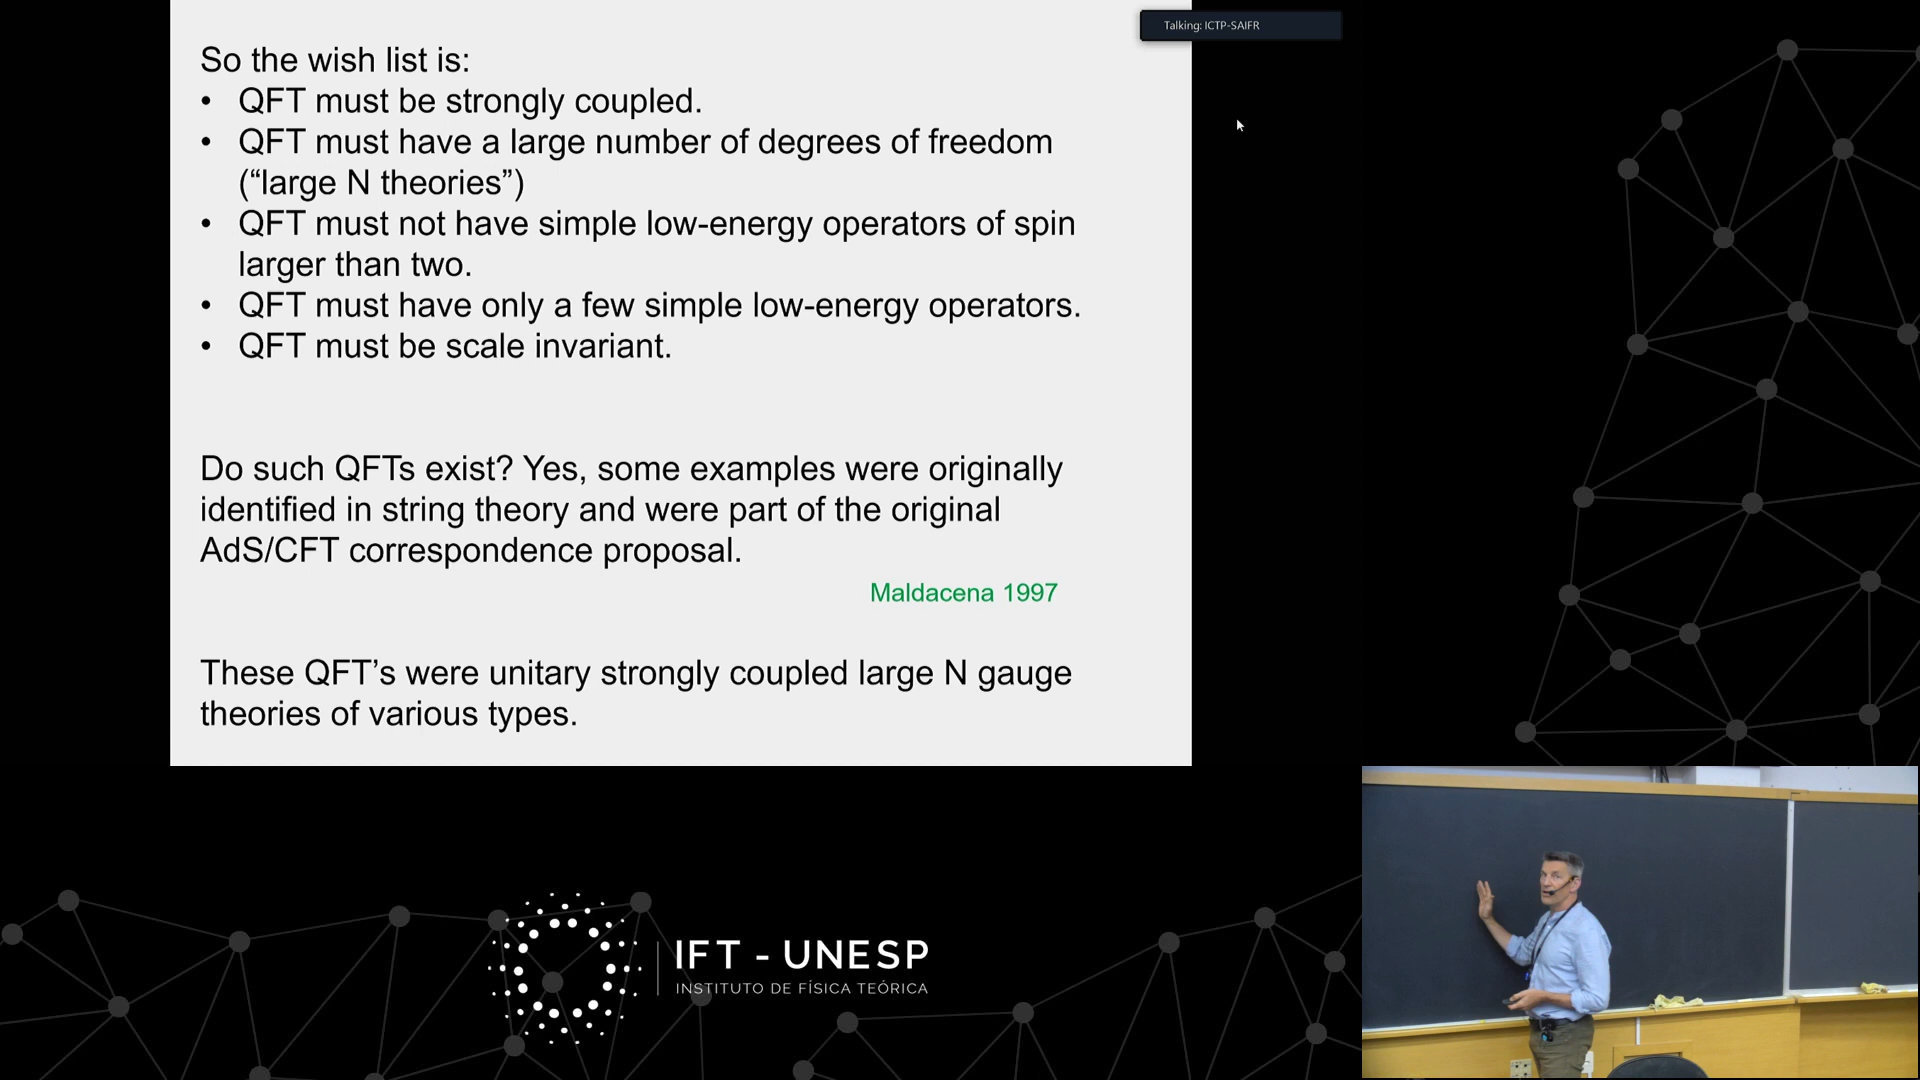 Talking: ICTP-SAIFR
So the wish list is:
• QFT must be strongly coupled.
• QFT must have a large number of degrees of freedom
(“large N theories”)
• QFT must not have simple low-energy operators of spin
larger than two.
• QFT must have only a few simple low-energy operators.
• QFT must be scale invariant.
Do such QFTs exist? Yes, some examples were originally
identified in string theory and were part of the original
AdS/CFT correspondence proposal.
Maldacena 1997
These QFT’s were unitary strongly coupled large N gauge
theories of various types.
IFT - UNESP
INSTITUTO DE FÍSICA TEÓRICA